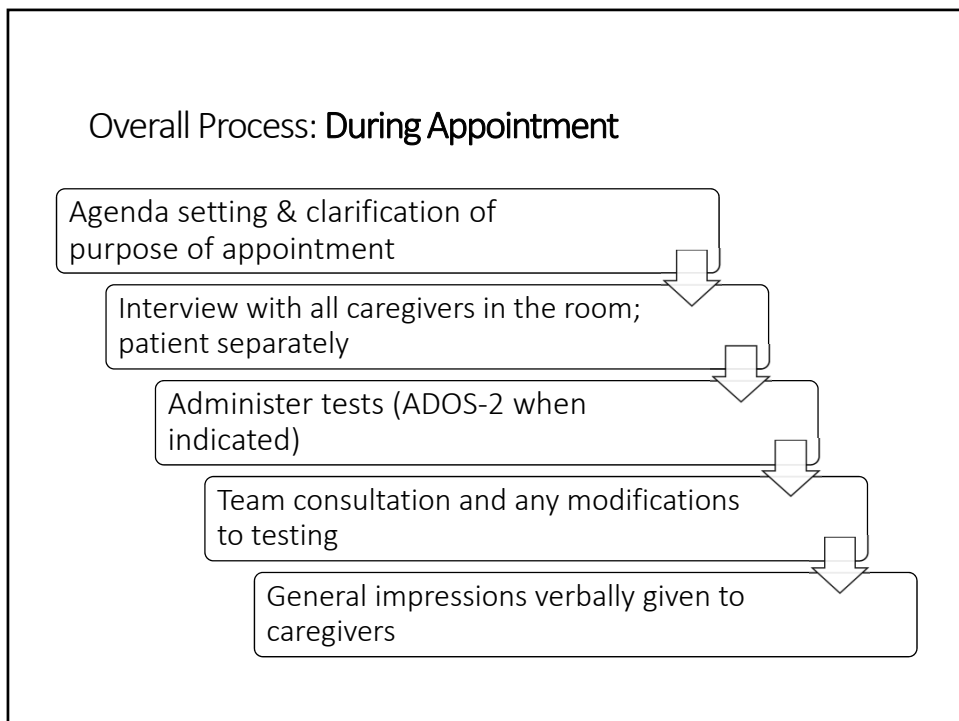 Overall Process: During Appointment
Agenda setting & clarification of
purpose of appointment
Interview with all caregivers in the room;
patient separately
Administer tests (ADOS-2 when
indicated)
Team consultation and any modifications
to testing
General impressions verbally given to
caregivers